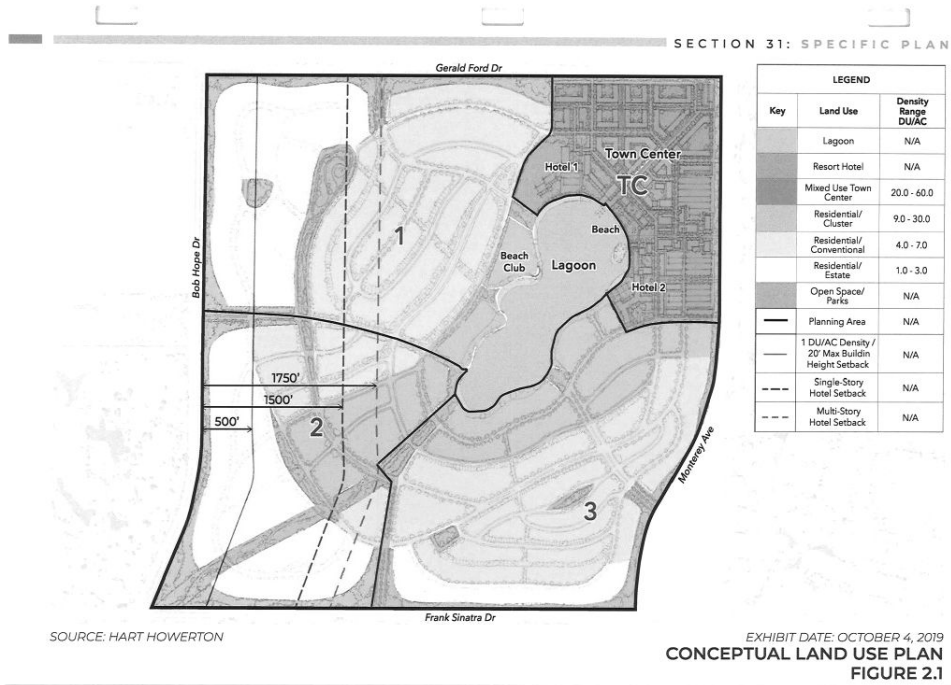 SECTION 31: SPECIFIC PLAN
Gerald Ford Dr
LEGEND
Key
Land Use
Density
Range
DU/AC
Lagoon
N/A
Resort Hotel
N/A
Mixed Use Town
Center
20.0 - 60.0
Residential/
Cluster
9.0 - 30.0
Residential/
Conventional
4.0 - 7.0
Residential/
Estate
1.0 - 3.0
Open Space/
Parks
N/A
Planning Area
N/A
1 DU/AC Density /
20' Max Buildin
Height Setback
N/A
Single-Story
Hotel Setback
N/A
Multi-Story
Hotel Setback
N/A
Hotel 1
Town Center
TC
1
Beach
Beach
Club
Lagoon
Hotel 2
Bob Hope Dr
1750'
1500'
500'
2
3
Monterey Ave
Frank Sinatra Dr
SOURCE: HART HOWERTON
EXHIBIT DATE: OCTOBER 4, 2019
CONCEPTUAL LAND USE PLAN
FIGURE 2.1